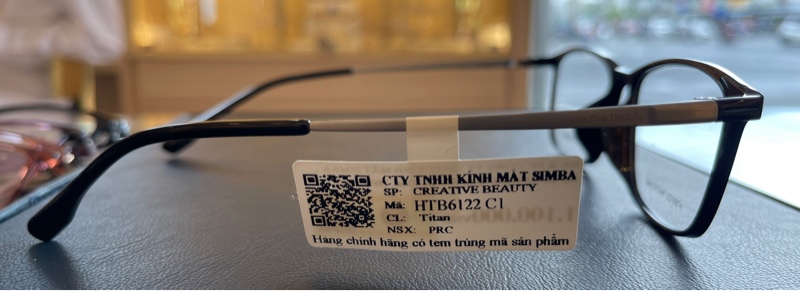 CTY TNHH KÍNH MẮT SIMBA
SP: CREATIVE BEAUTY
Mã: HTB6122 C1
CL: Titan
NSX: PRC
Hàng chính hãng có tem trùng mã sản phẩm